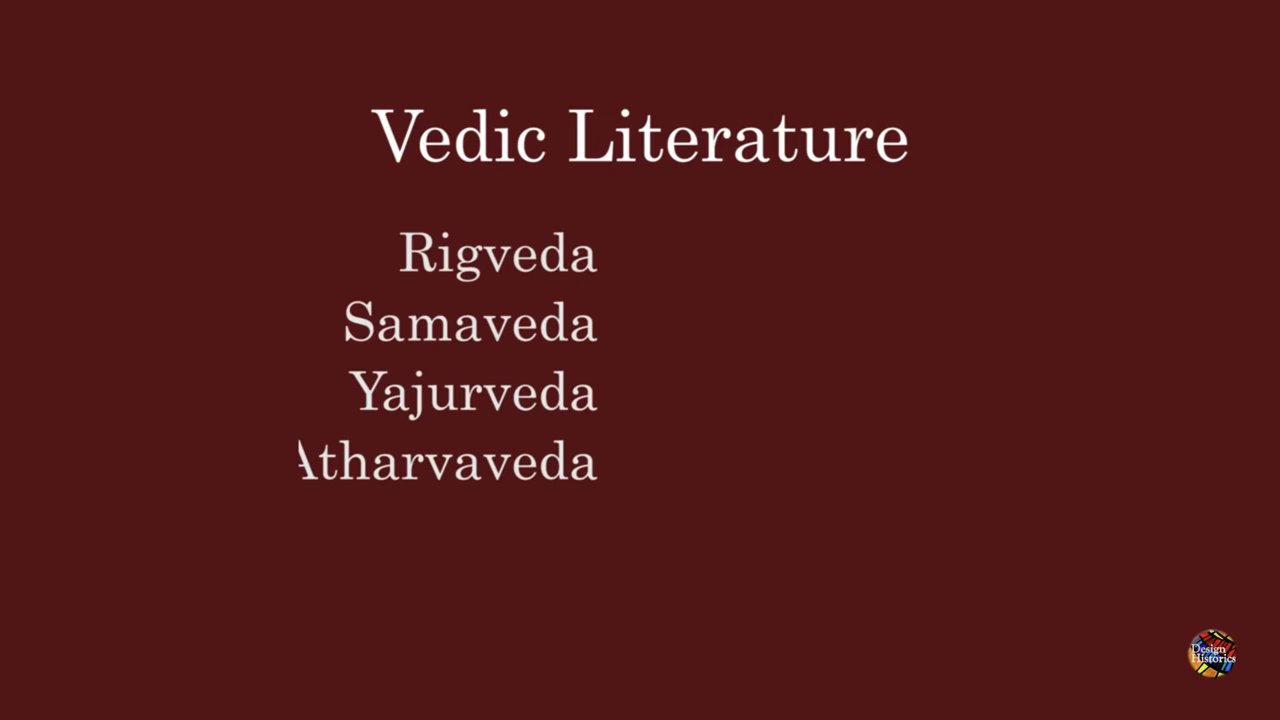 Vedic Literature
Rigveda
Samaveda
Yajurveda
Atharvaveda
Design
Historics